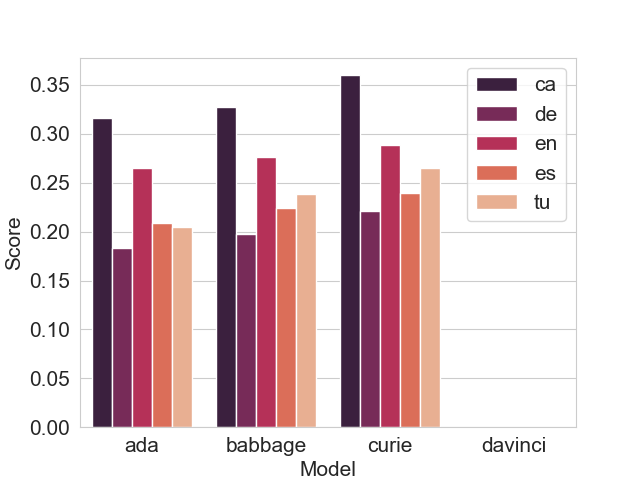 0.35
0.30
0.25
0.20
0.15
0.10
0.05
0.00
Score
ada babbage curie davinci
Model
ca
de
en
es
tu